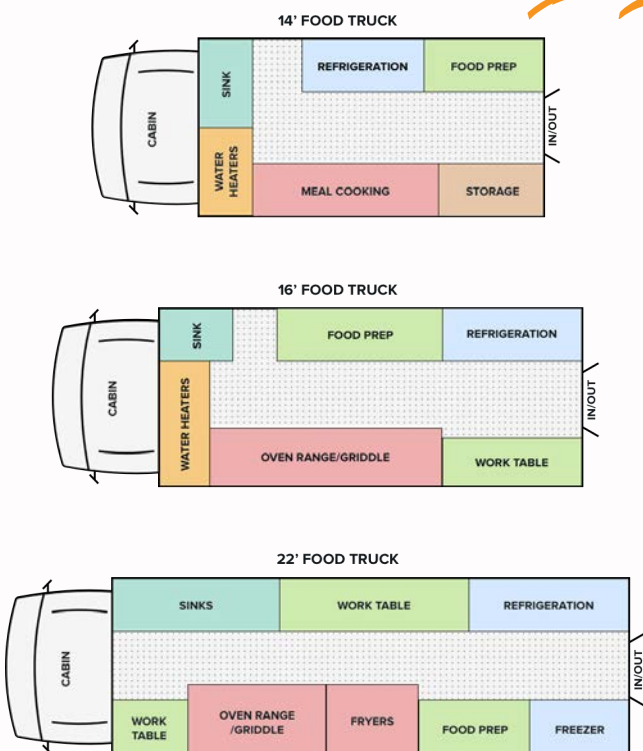 14’ FOOD TRUCK
CABIN
SINK
WATER
HEATERS
REFRIGERATION
FOOD PREP
MEAL COOKING
STORAGE
IN/OUT
16’ FOOD TRUCK
CABIN
SINK
WATER HEATERS
FOOD PREP
REFRIGERATION
OVEN RANGE/GRIDDLE
WORK TABLE
IN/OUT
22’ FOOD TRUCK
CABIN
SINKS
WORK TABLE
REFRIGERATION
WORK
TABLE
OVEN RANGE
/GRIDDLE
FRYERS
FOOD PREP
FREEZER
IN/OUT